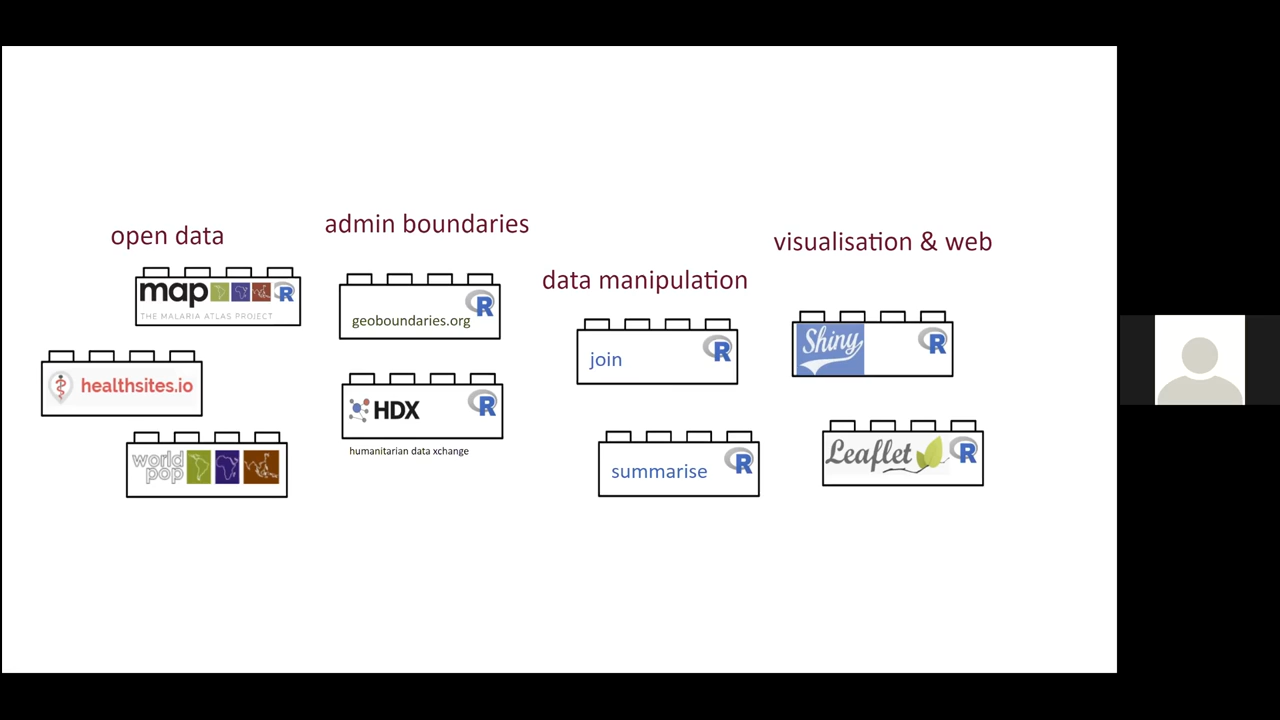 open data
map R
THE MALARIA ATLAS PROJECT
healthsites.io
world
pop
admin boundaries
R
geoboundaries.org
HDX R
humanitarian data xchange
data manipulation
join R
summarise R
visualisation & web
Shiny R
Leaflet R